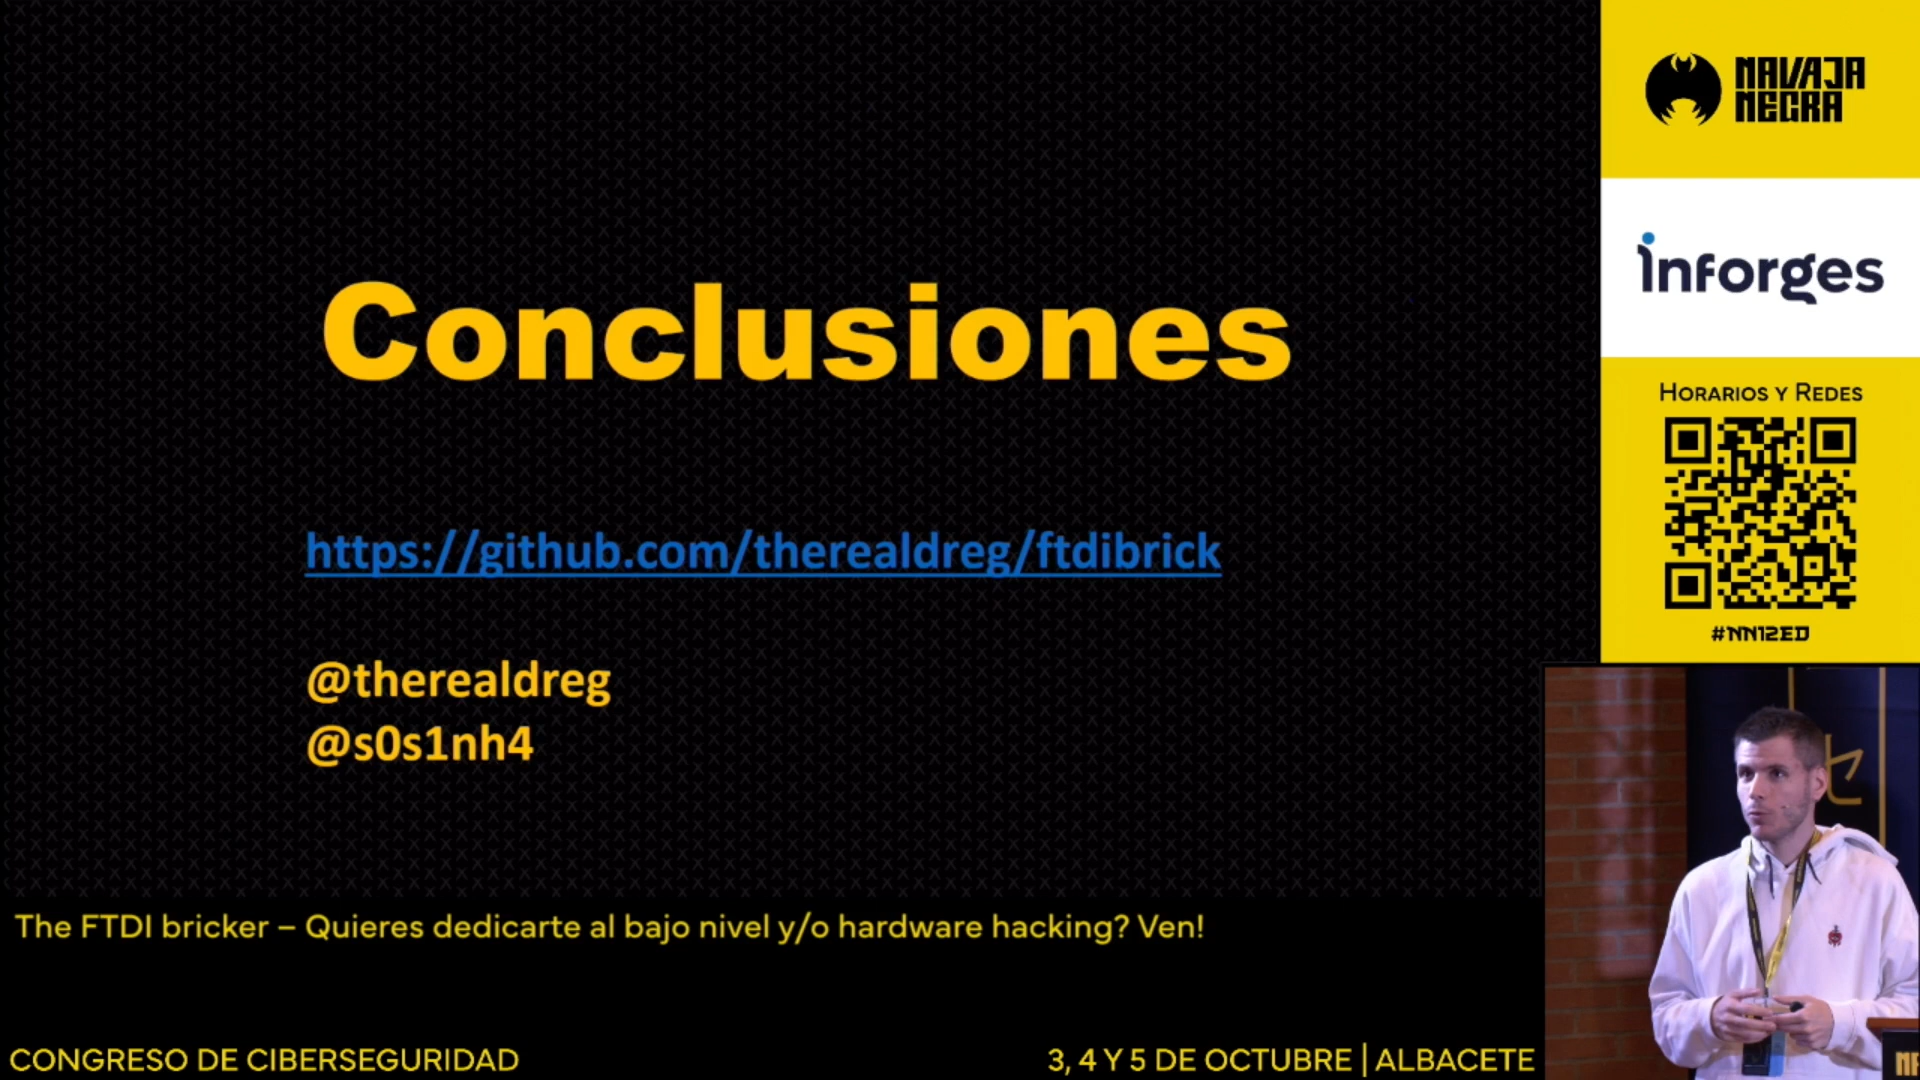 Conclusiones
https://github.com/therealdreg/ftdibrick
@therealdreg
@s0s1nh4
NAVAJA
NEGRA
inforges
HORARIOS Y REDES
#NN12ED
The FTDI bricker – Quieres dedicarte al bajo nivel y/o hardware hacking? Ven!
CONGRESO DE CIBERSEGURIDAD
3, 4 Y 5 DE OCTUBRE | ALBACETE